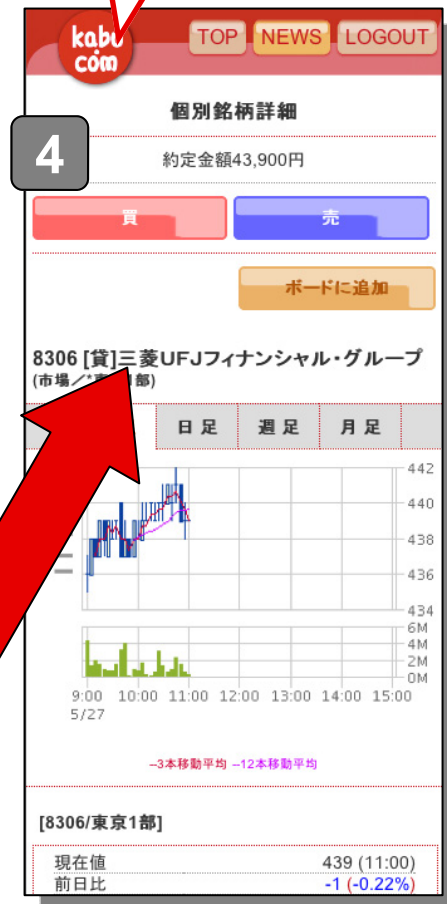 kabu
com
TOP NEWS LOGOUT
個別銘柄詳細
4
約定金額43,900円
買 売
ボードに追加
8306 [貸]三菱UFJフィナンシャル・グループ
(市場／*東 部)
日足 週足 月足
442
440
438
436
434
6M
4M
2M
0M
9:00 10:00 11:00 12:00 13:00 14:00 15:00
5/27
--3本移動平均 --12本移動平均
[8306/東京1部]
現在値 439 (11:00)
前日比 -1 (-0.22%)